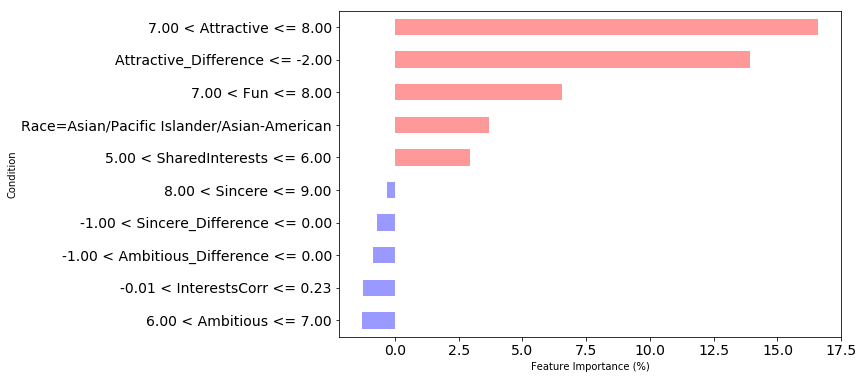 7.00 < Attractive <= 8.00
Attractive_Difference <= -2.00
7.00 < Fun <= 8.00
Race=Asian/Pacific Islander/Asian-American
5.00 < SharedInterests <= 6.00
8.00 < Sincere <= 9.00
-1.00 < Sincere_Difference <= 0.00
-1.00 < Ambitious_Difference <= 0.00
-0.01 < InterestsCorr <= 0.23
6.00 < Ambitious <= 7.00
Condition
0.0 2.5 5.0 7.5 10.0 12.5 15.0 17.5
Feature Importance (%)